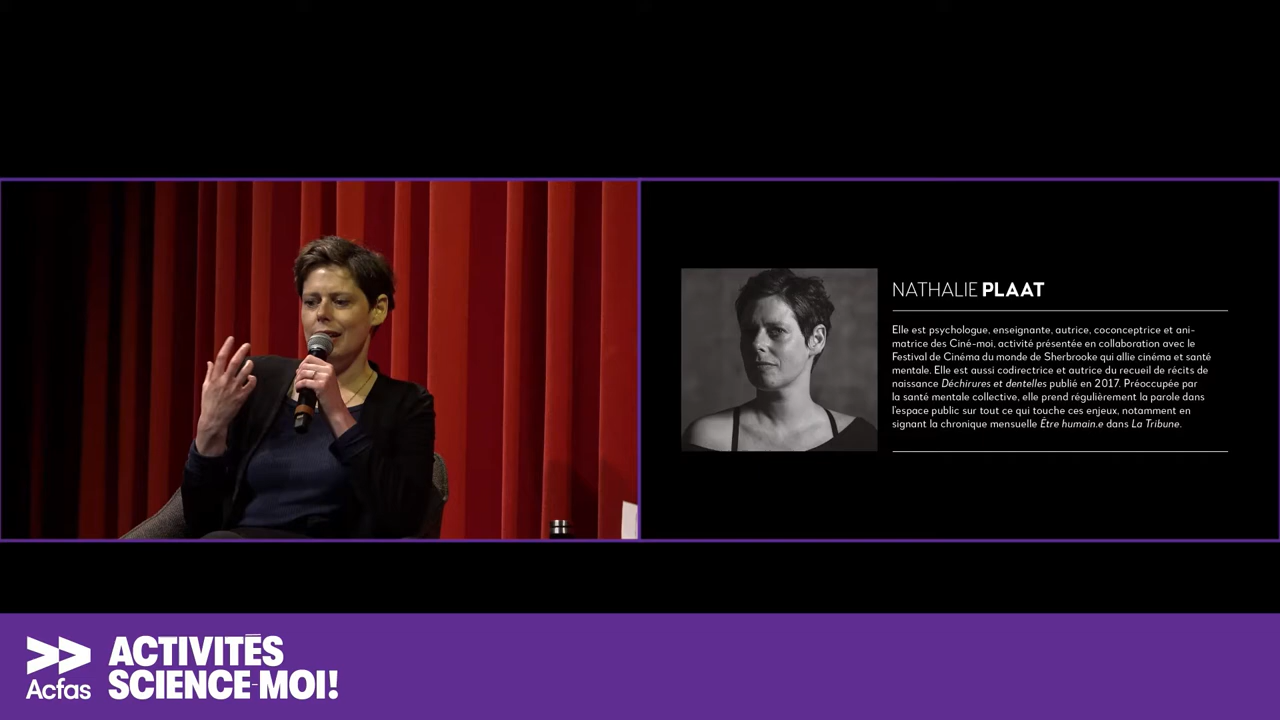 NATHALIE PLAAT
Elle est psychologue, enseignante, autrice, coconceptrice et ani-
matrice des Ciné-moi, activité présentée en collaboration avec le
Festival de Cinéma du monde de Sherbrooke qui allie cinéma et santé
mentale. Elle est aussi codirectrice et autrice du recueil de récits de
naissance Déchirures et dentelles publié en 2017. Préoccupée par
la santé mentale collective, elle prend régulièrement la parole dans
l'espace public sur tout ce qui touche ces enjeux, notamment en
signant la chronique mensuelle Être humain.e dans La Tribune.
Acfas
ACTIVITÉS
SCIENCE-MOI!